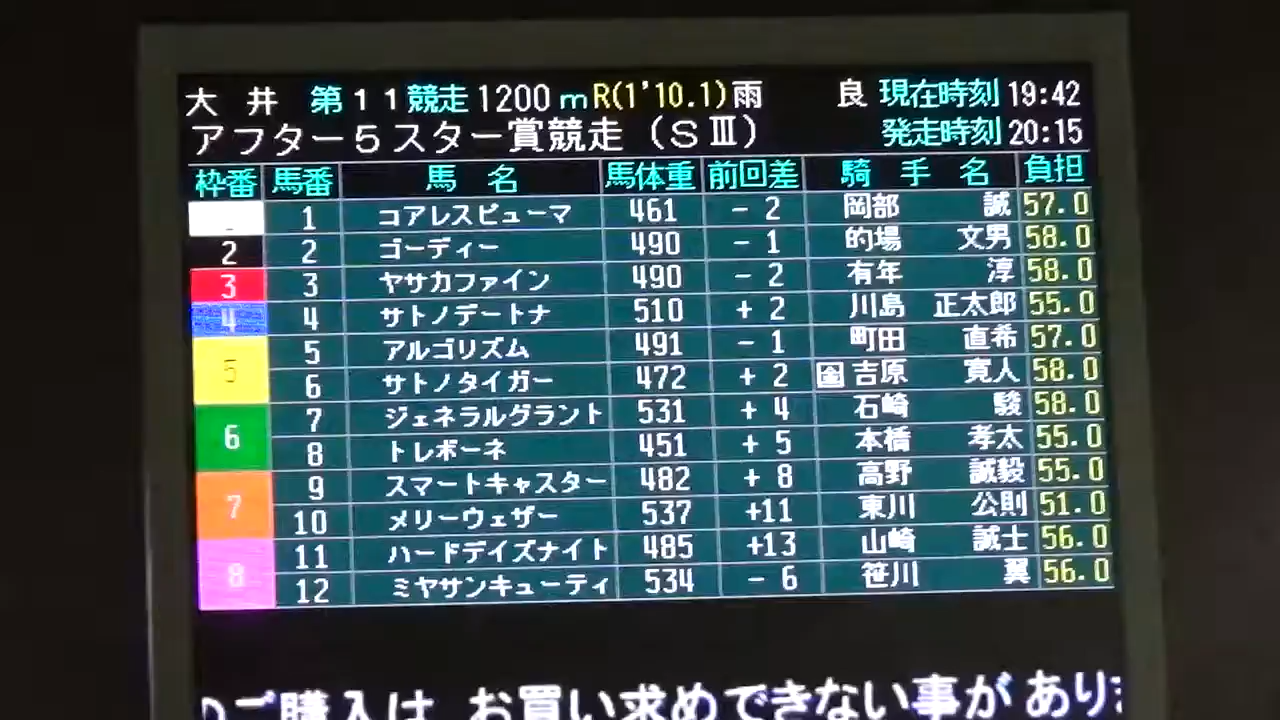 大 井 第11競走 1200m R(1'10.1) 雨 良 現在時刻 19:42
アフター5スター賞競走(SⅢ) 発走時刻 20:15
枠番 馬番 馬 名 馬体重 前回差 騎 手 名 負担
1 コアレスピューマ 461 - 2 岡部 誠 57.0
2 2 ゴーディー 490 - 1 的場 文男 58.0
3 3 ヤサカファイン 490 - 2 有年 淳 58.0
4 4 サトノデートナ 510 + 2 川島 正太郎 55.0
5 5 アルゴリズム 491 - 1 町田 直希 57.0
6 サトノタイガー 472 + 2 金 吉原 寛人 58.0
6 7 ジェネラルグラント 531 + 4 石崎 駿 58.0
8 トレボーネ 451 + 5 本橋 孝太 55.0
7 9 スマートキャスター 482 + 8 高野 誠毅 55.0
10 メリーウェザー 537 +11 東川 公則 51.0
8 11 ハードデイズナイト 485 +13 山崎 誠士 56.0
12 ミヤサンキューティ 534 - 6 笹川 翼 56.0
のご購入は、お買い求めできない事があります